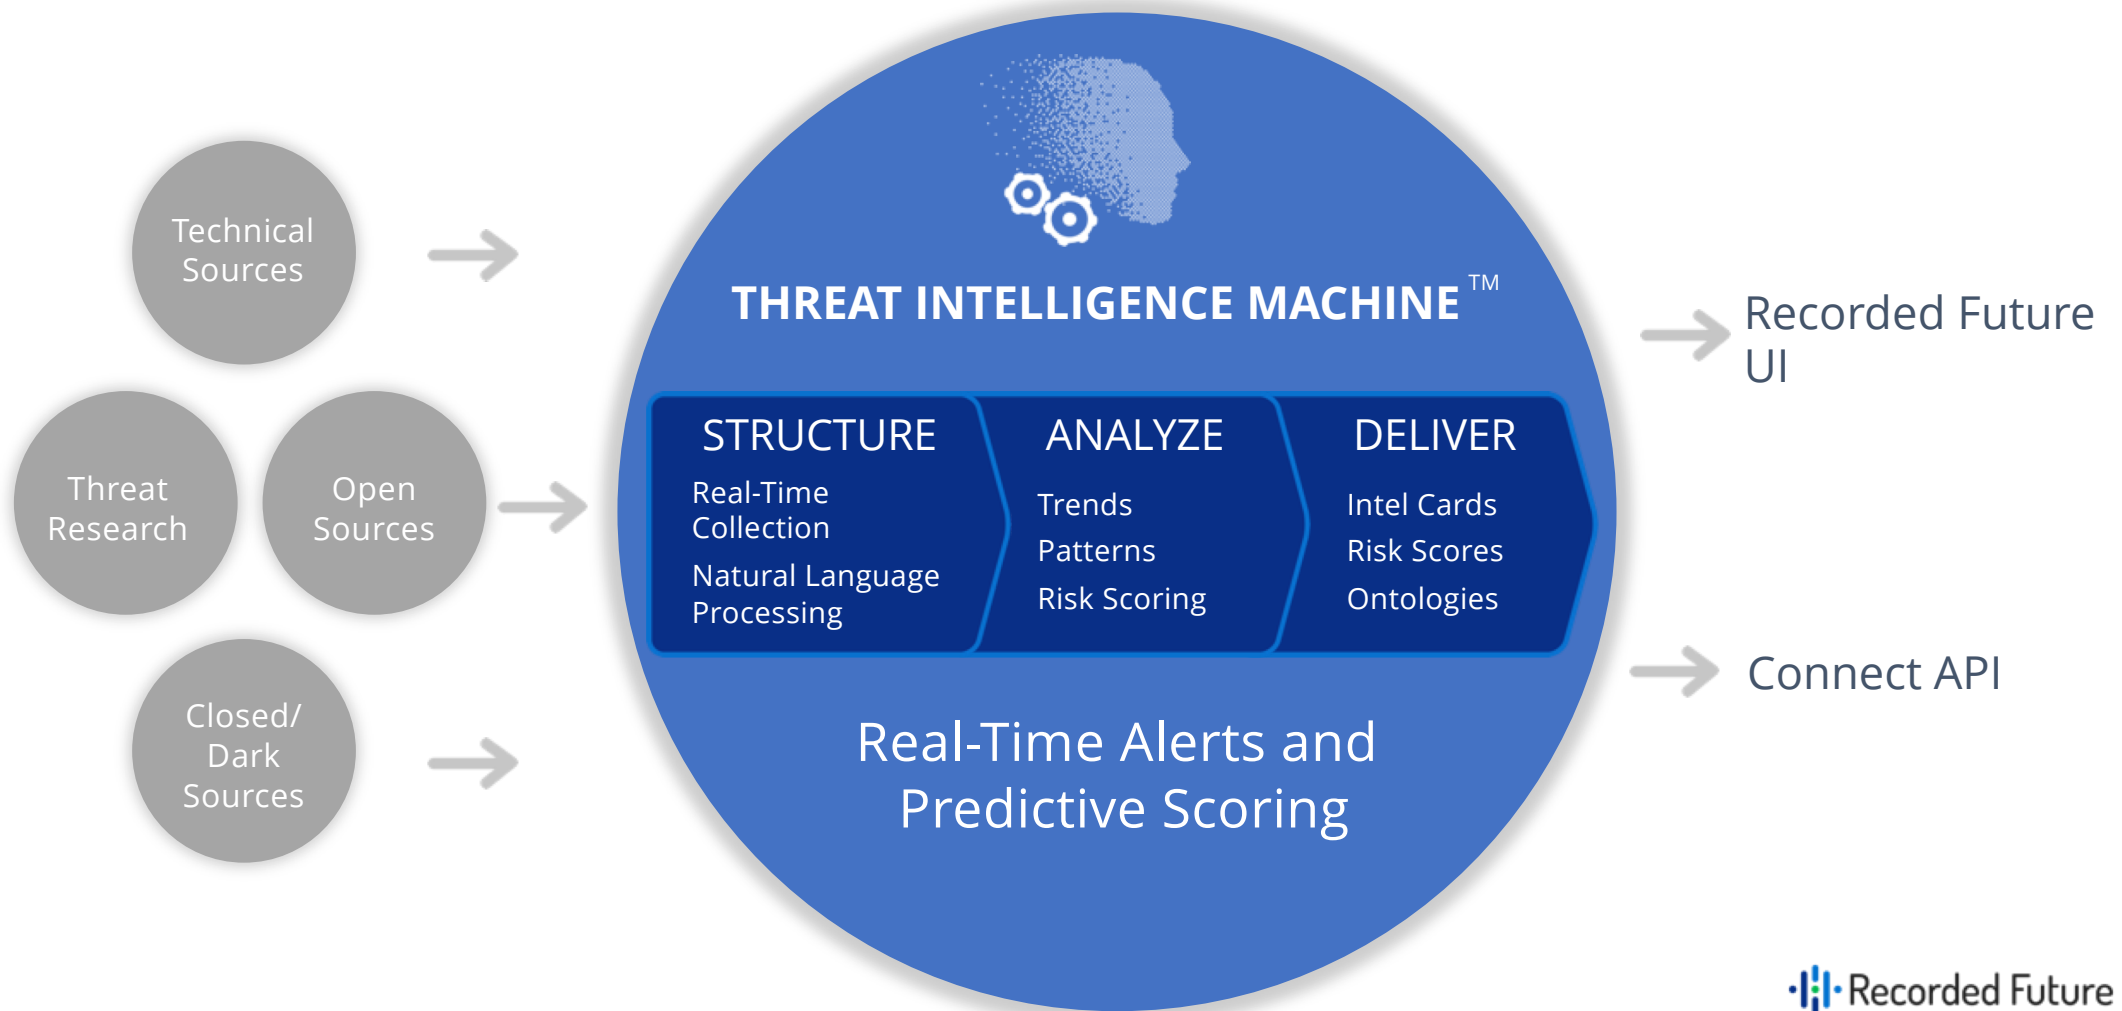 Technical
Sources
Threat
Research
Open
Sources
Closed/
Dark
Sources
THREAT INTELLIGENCE MACHINE™
STRUCTURE
Real-Time
Collection
Natural Language
Processing
ANALYZE
Trends
Patterns
Risk Scoring
DELIVER
Intel Cards
Risk Scores
Ontologies
Real-Time Alerts and
Predictive Scoring
Recorded Future
UI
Connect API
Recorded Future